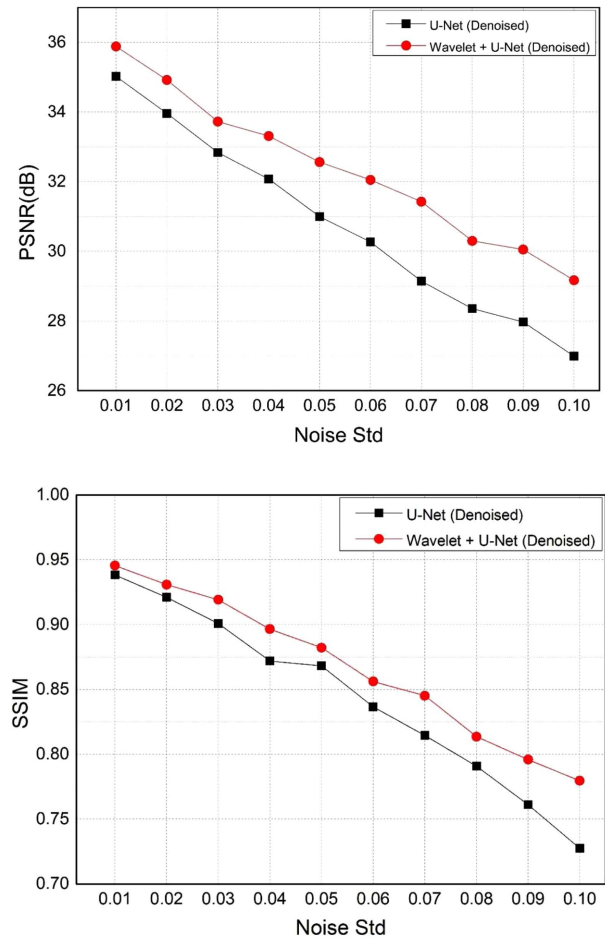 U-Net (Denoised)
Wavelet + U-Net (Denoised)
36
34
32
30
28
26
PSNR(dB)
0.01 0.02 0.03 0.04 0.05 0.06 0.07 0.08 0.09 0.10
Noise Std
U-Net (Denoised)
Wavelet + U-Net (Denoised)
1.00
0.95
0.90
0.85
0.80
0.75
0.70
SSIM
0.01 0.02 0.03 0.04 0.05 0.06 0.07 0.08 0.09 0.10
Noise Std